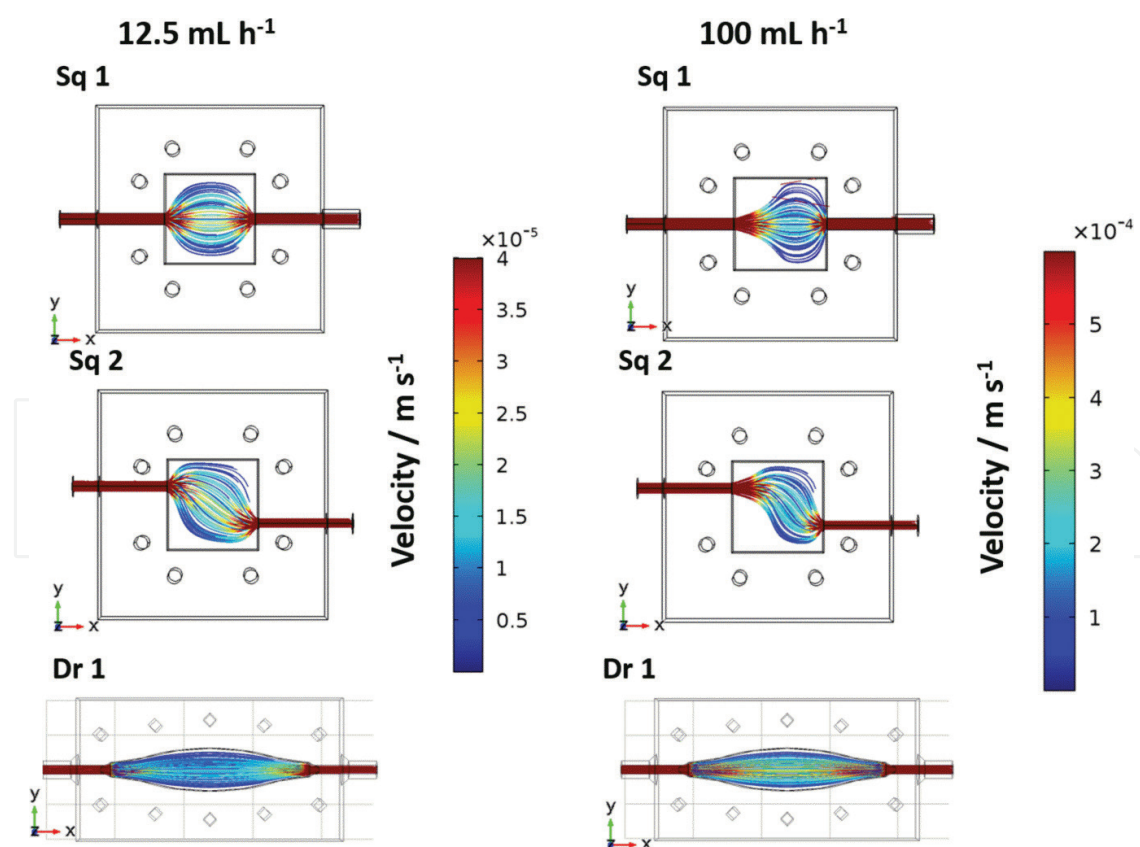 12.5 mL h⁻¹
100 mL h⁻¹
Sq 1
Sq 1
y
z x
y
z x
Sq 2
Sq 2
y
z x
y
z x
Dr 1
Dr 1
y
z x
y
z x
×10⁻⁵
4
3.5
3
2.5
2
1.5
1
0.5
Velocity / m s⁻¹
×10⁻⁴
5
4
3
2
1
Velocity / m s⁻¹